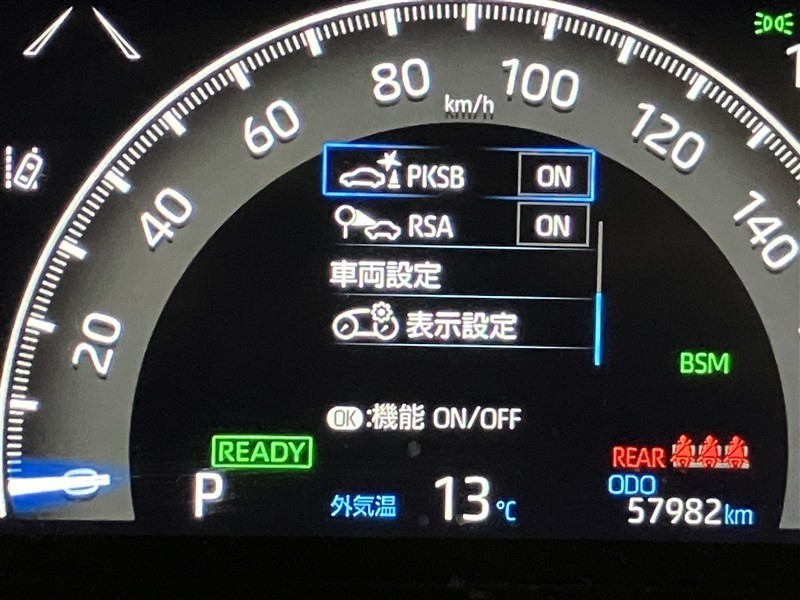 0
20
40
60
80
km/h
100
120
140
PKSB ON
RSA ON
車両設定
表示設定
OK:機能 ON/OFF
BSM
READY
REAR
P
外気温 13℃
ODO
57982km